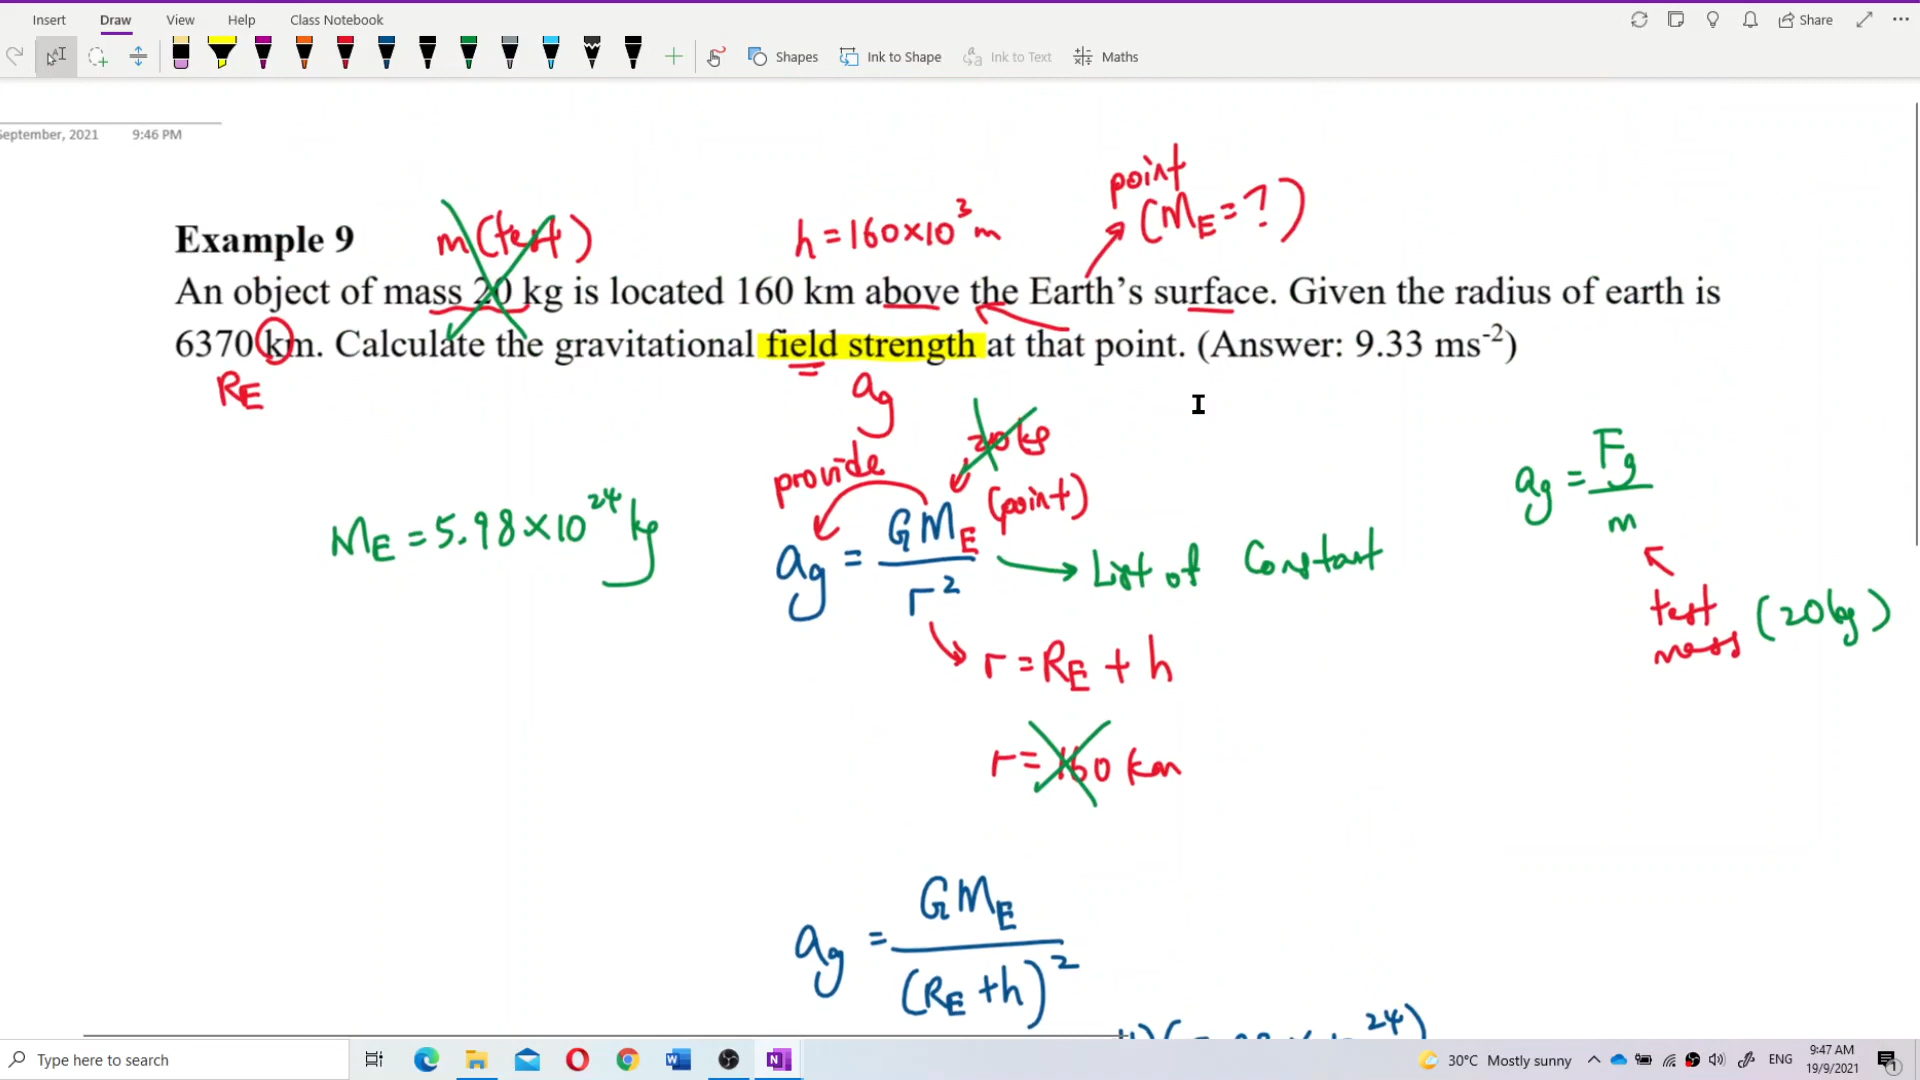 Insert Draw View Help Class Notebook Share
Shapes Ink to Shape Ink to Text Maths
September, 2021 9:46 PM
point
(ME = ?)
Example 9 m (test) h = 160×10³ m
An object of mass 20 kg is located 160 km above the Earth's surface. Given the radius of earth is
6370 km. Calculate the gravitational field strength at that point. (Answer: 9.33 ms-2)
RE
ag
20 kg
provide
(point)
ag = Fg / m
ME = 5.98×10²⁴ kg
ag = GME / r²
List of Constant
test mass (20 kg)
r = RE + h
r = 160 km
ag = GME / (RE + h)²
24)
Type here to search
30°C Mostly sunny ENG 9:47 AM
19/9/2021
1